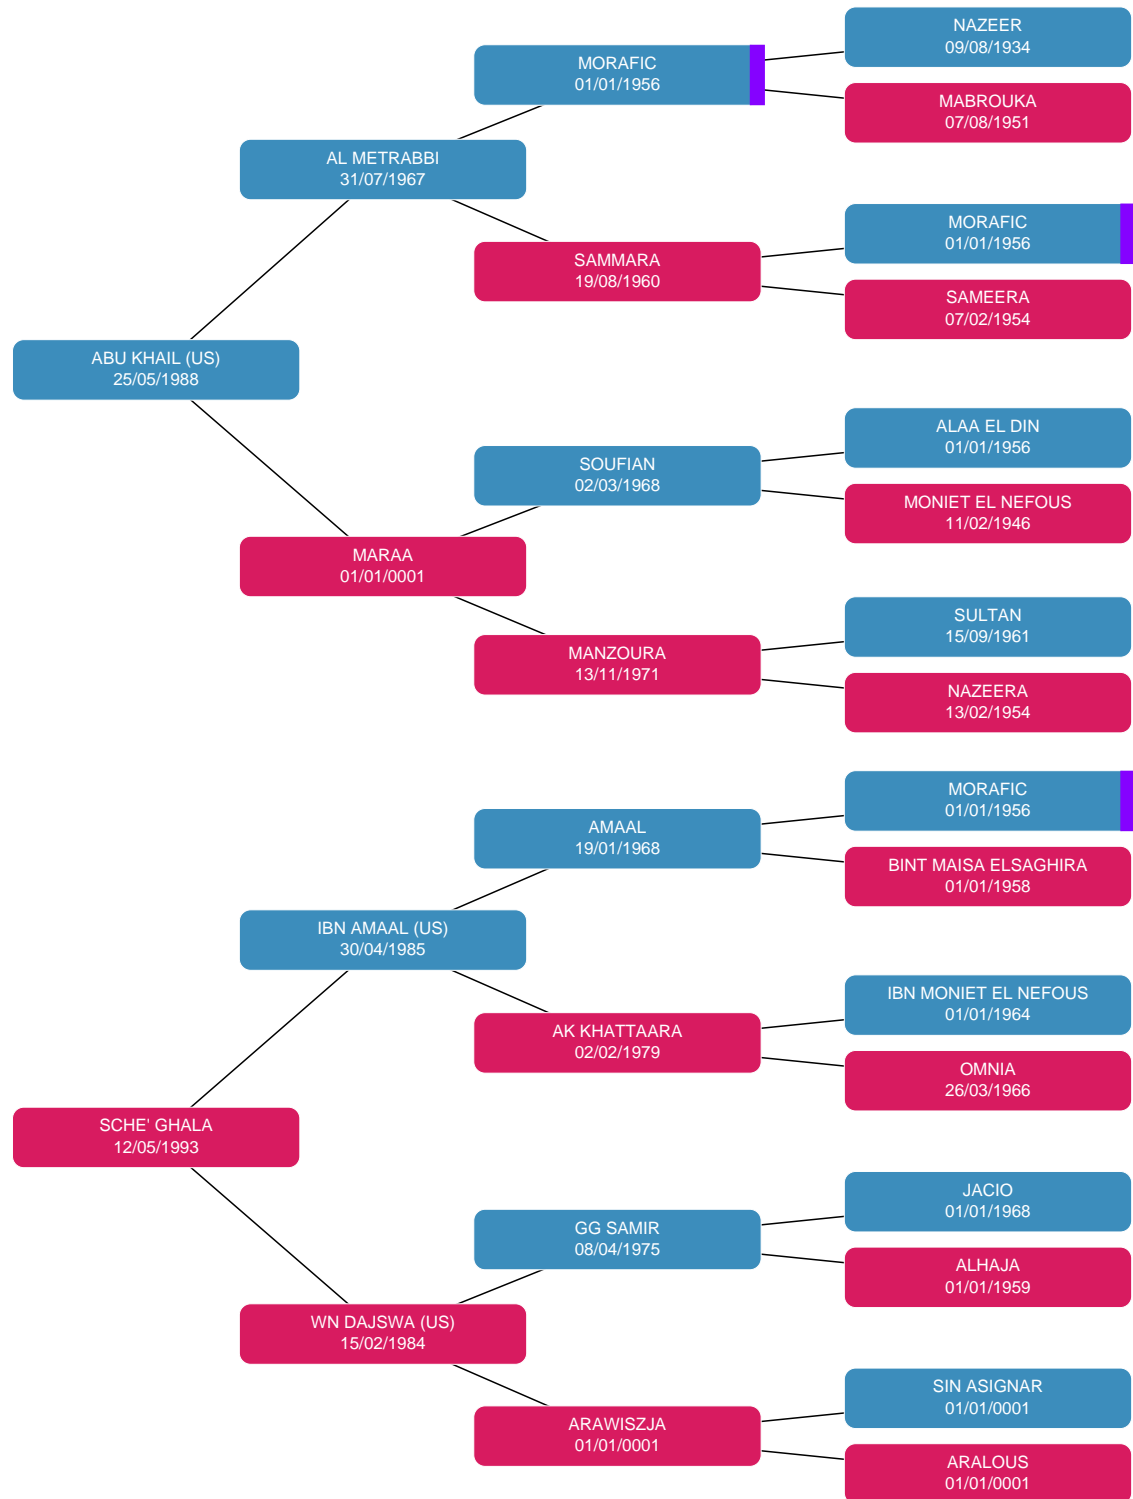 NAZEER
09/08/1934
MORAFIC
01/01/1956
MABROUKA
07/08/1951
AL METRABBI
31/07/1967
MORAFIC
01/01/1956
SAMMARA
19/08/1960
SAMEERA
07/02/1954
ABU KHAIL (US)
25/05/1988
ALAA EL DIN
01/01/1956
SOUFIAN
02/03/1968
MONIET EL NEFOUS
11/02/1946
MARAA
01/01/0001
SULTAN
15/09/1961
MANZOURA
13/11/1971
NAZEERA
13/02/1954
MORAFIC
01/01/1956
AMAAL
19/01/1968
BINT MAISA ELSAGHIRA
01/01/1958
IBN AMAAL (US)
30/04/1985
IBN MONIET EL NEFOUS
01/01/1964
AK KHATTAARA
02/02/1979
OMNIA
26/03/1966
SCHE' GHALA
12/05/1993
JACIO
01/01/1968
GG SAMIR
08/04/1975
ALHAJA
01/01/1959
WN DAJSWA (US)
15/02/1984
SIN ASIGNAR
01/01/0001
ARAWISZJA
01/01/0001
ARALOUS
01/01/0001